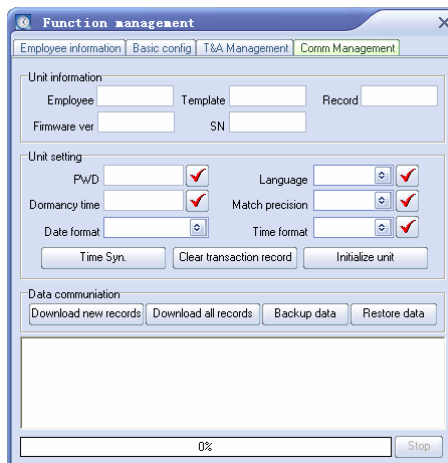 Function management
Employee information Basic config T&A Management Comm Management
Unit information
Employee Template Record
Firmware ver SN
Unit setting
PWD Language
Dormancy time Match precision
Date format Time format
Time Syn. Clear transaction record Initialize unit
Data communiation
Download new records Download all records Backup data Restore data
0% Stop